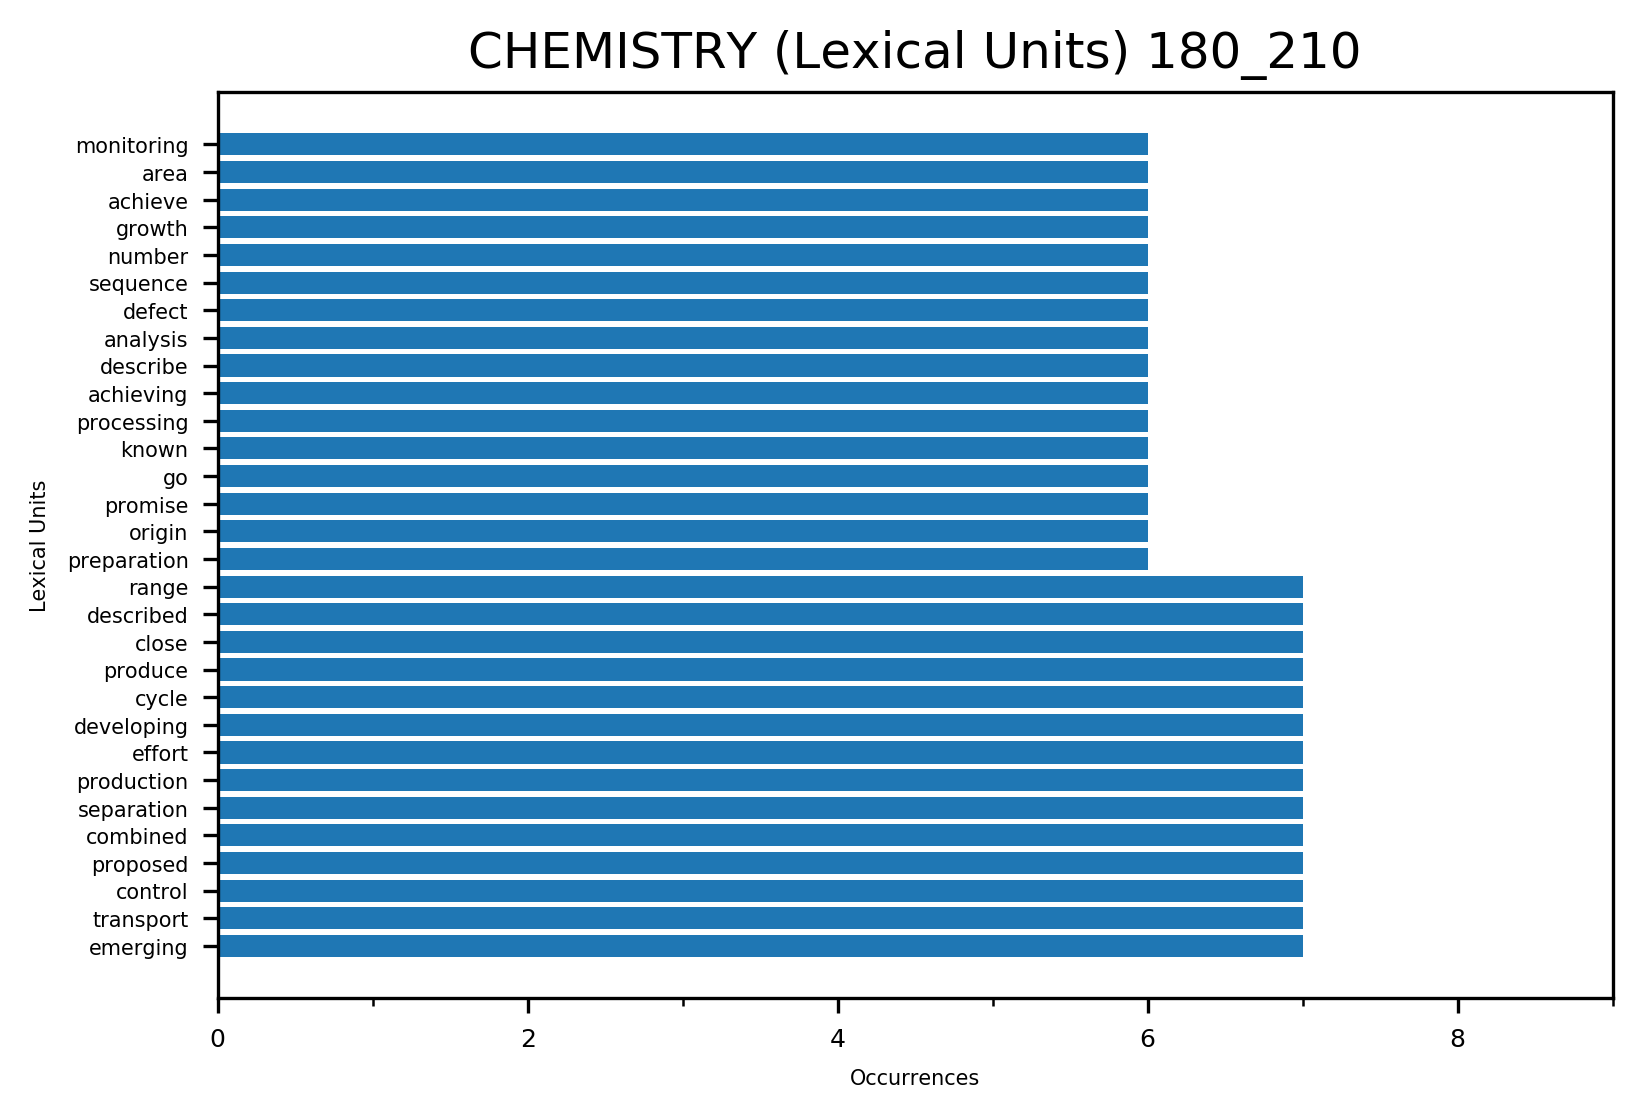 CHEMISTRY (Lexical Units) 180_210
monitoring
area
achieve
growth
number
sequence
defect
analysis
describe
achieving
processing
known
go
promise
origin
preparation
range
described
close
produce
cycle
developing
effort
production
separation
combined
proposed
control
transport
emerging
Lexical Units
0 2 4 6 8
Occurrences